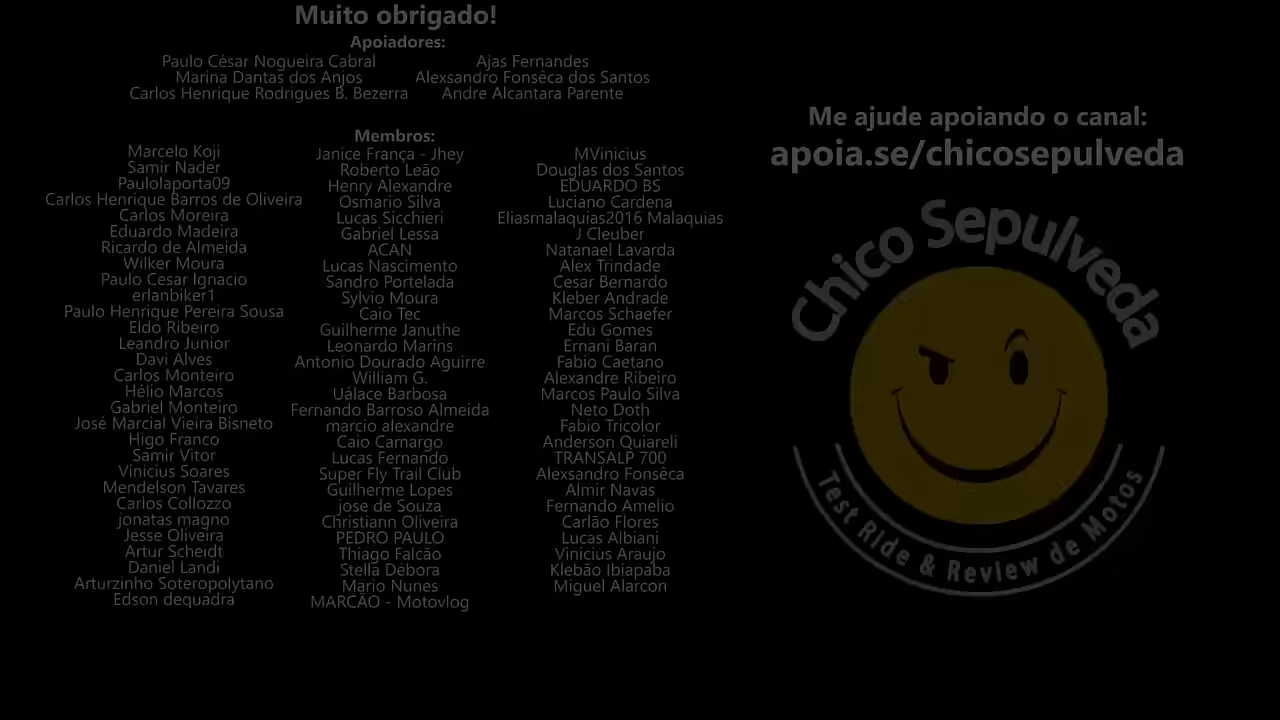 Muito obrigado!
Apoiadores:
Paulo César Nogueira Cabral
Marina Dantas dos Anjos
Carlos Henrique Rodrigues B. Bezerra
Ajas Fernandes
Alexsandro Fonsêca dos Santos
Andre Alcantara Parente
Membros:
Marcelo Koji
Samir Nader
Paulolaporta09
Carlos Henrique Barros de Oliveira
Carlos Moreira
Eduardo Madeira
Ricardo de Almeida
Wilker Moura
Paulo Cesar Ignacio
erlanbiker1
Paulo Henrique Pereira Sousa
Eldo Ribeiro
Leandro Junior
Davi Alves
Carlos Monteiro
Hélio Marcos
Gabriel Monteiro
José Marcial Vieira Bisneto
Higo Franco
Samir Vitor
Vinicius Soares
Mendelson Tavares
Carlos Collozzo
jonatas magno
Jesse Oliveira
Artur Scheidt
Daniel Landi
Arturzinho Soteropolytano
Edson dequadra
Janice França - Jhey
Roberto Leão
Henry Alexandre
Osmario Silva
Lucas Sicchieri
Gabriel Lessa
ACAN
Lucas Nascimento
Sandro Portelada
Sylvio Moura
Caio Tec
Guilherme Januthe
Leonardo Marins
Antonio Dourado Aguirre
William G.
Uálace Barbosa
Fernando Barroso Almeida
marcio alexandre
Caio Camargo
Lucas Fernando
Super Fly Trail Club
Guilherme Lopes
jose de Souza
Christiann Oliveira
PEDRO PAULO
Thiago Falcão
Stella Débora
Mario Nunes
MARCÃO - Motovlog
MVinicius
Douglas dos Santos
EDUARDO BS
Luciano Cardena
Eliasmalaquias2016 Malaquias
J Cleuber
Natanael Lavarda
Alex Trindade
Cesar Bernardo
Kleber Andrade
Marcos Schaefer
Edu Gomes
Ernani Baran
Fabio Caetano
Alexandre Ribeiro
Marcos Paulo Silva
Neto Doth
Fabio Tricolor
Anderson Quiareli
TRANSALP 700
Alexsandro Fonsêca
Almir Navas
Fernando Amelio
Carlão Flores
Lucas Albiani
Vinicius Araujo
Klebão Ibiapaba
Miguel Alarcon
Me ajude apoiando o canal:
apoia.se/chicosepulveda
Chico Sepulveda
Test Ride & Review de Motos